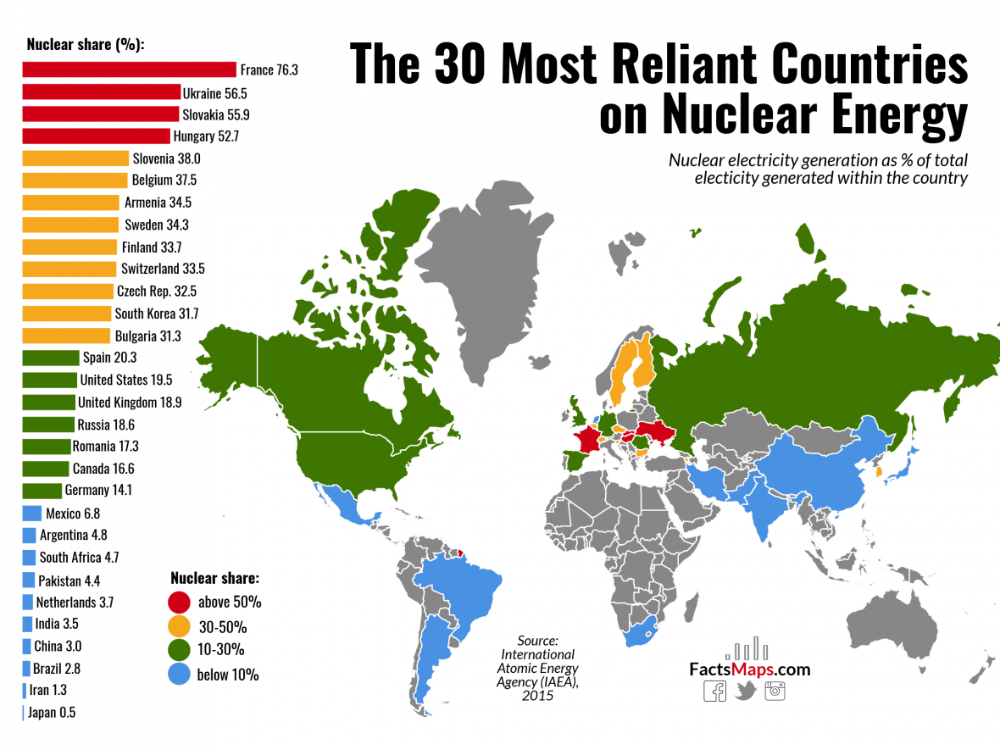 Nuclear share (%):
The 30 Most Reliant Countries
on Nuclear Energy
Nuclear electricity generation as % of total
electicity generated within the country
France 76.3
Ukraine 56.5
Slovakia 55.9
Hungary 52.7
Slovenia 38.0
Belgium 37.5
Armenia 34.5
Sweden 34.3
Finland 33.7
Switzerland 33.5
Czech Rep. 32.5
South Korea 31.7
Bulgaria 31.3
Spain 20.3
United States 19.5
United Kingdom 18.9
Russia 18.6
Romania 17.3
Canada 16.6
Germany 14.1
Mexico 6.8
Argentina 4.8
South Africa 4.7
Pakistan 4.4
Netherlands 3.7
India 3.5
China 3.0
Brazil 2.8
Iran 1.3
Japan 0.5
Nuclear share:
above 50%
30-50%
10-30%
below 10%
Source:
International
Atomic Energy
Agency (IAEA),
2015
FactsMaps.com